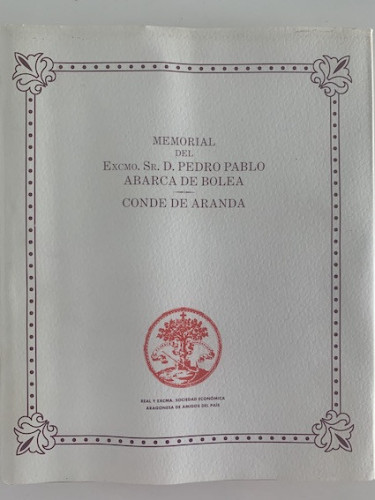 MEMORIAL
DEL
EXCMO. SR. D. PEDRO PABLO
ABARCA DE BOLEA
CONDE DE ARANDA
REAL Y EXCMA. SOCIEDAD ECONÓMICA
ARAGONESA DE AMIGOS DEL PAÍS